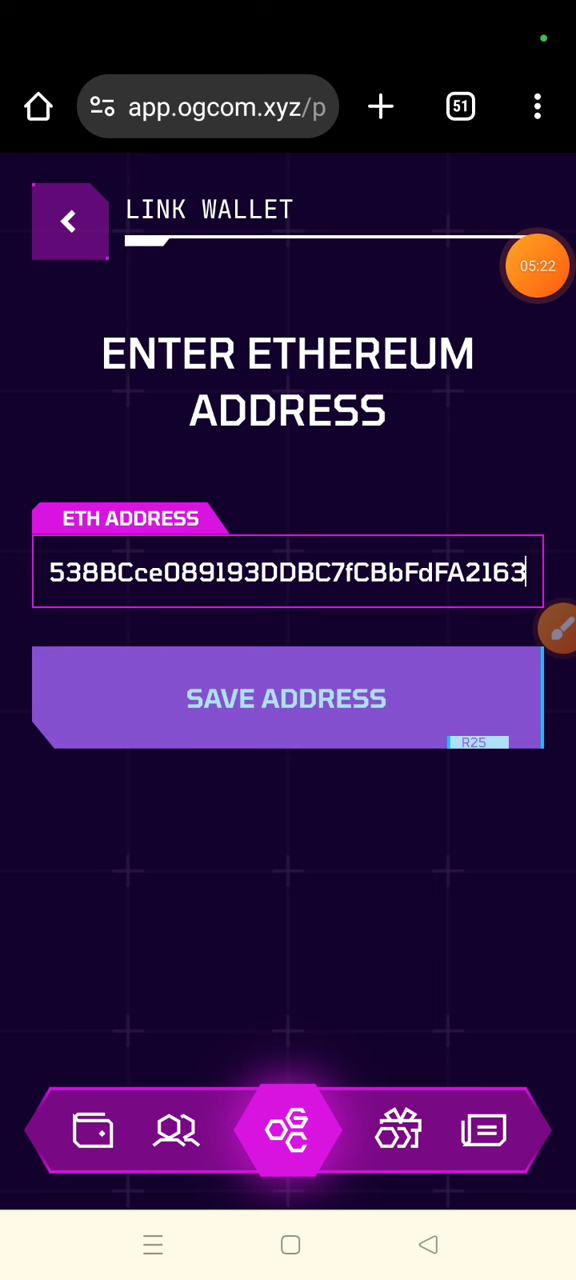 app.ogcom.xyz/p
51
LINK WALLET
05:22
ENTER ETHEREUM
ADDRESS
ETH ADDRESS
538BCce089193DDBC7fCBbFdFA2163
SAVE ADDRESS
R25